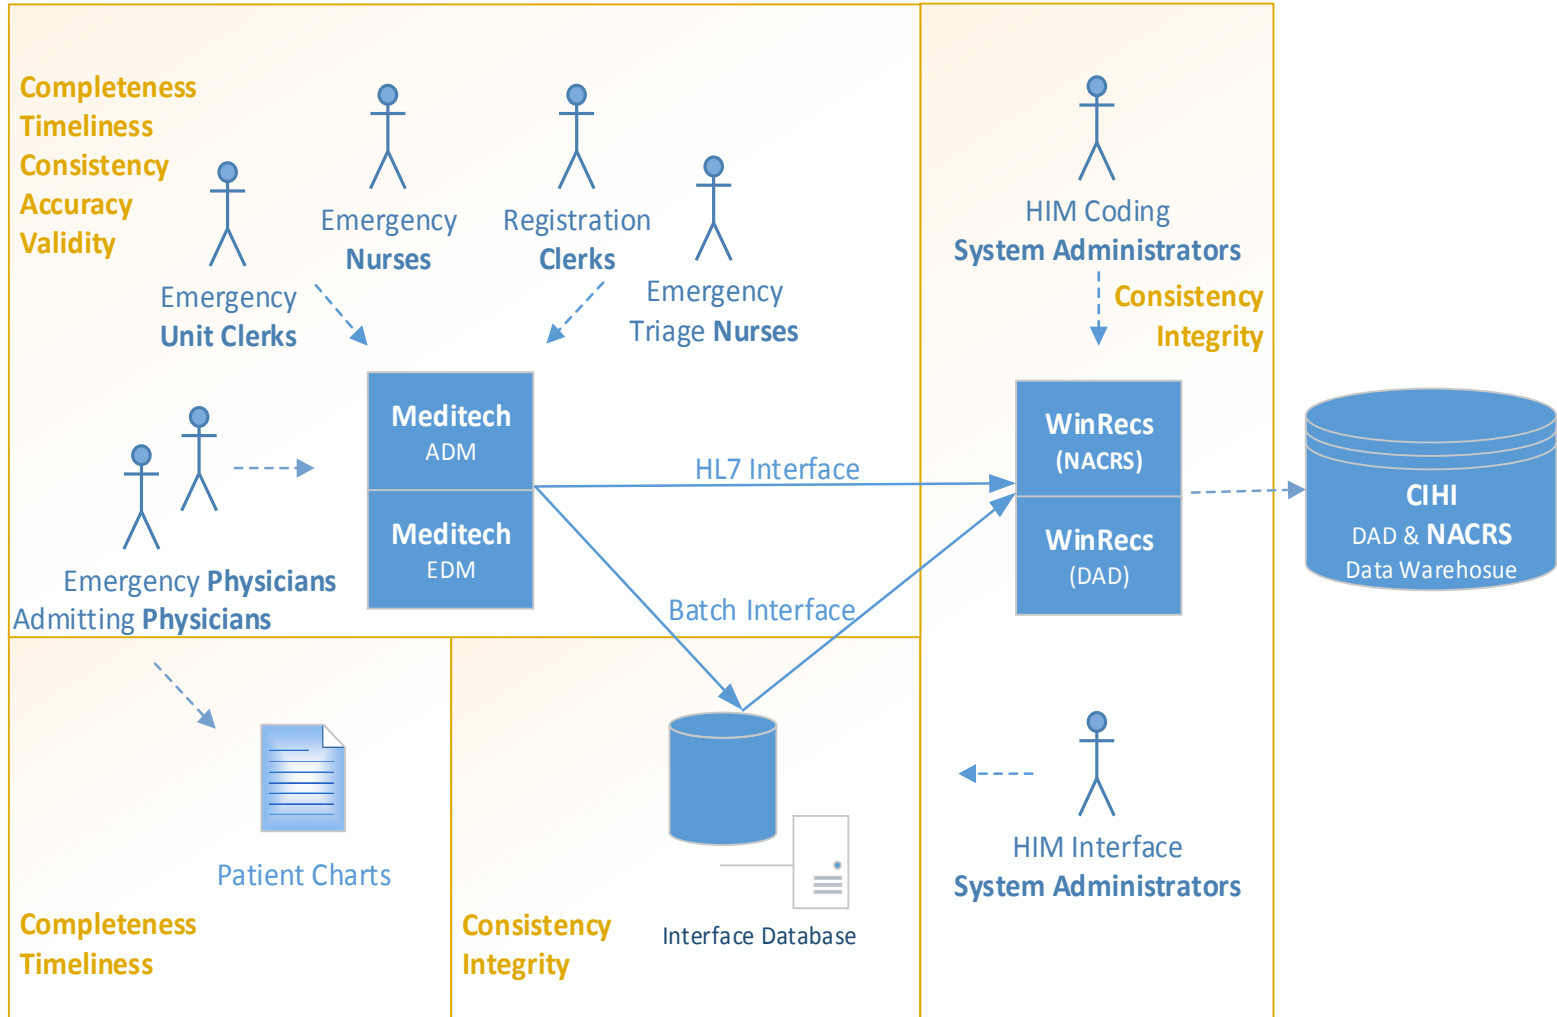 Completeness
Timeliness
Consistency
Accuracy
Validity
Emergency
Unit Clerks
Emergency
Nurses
Registration
Clerks
Emergency
Triage Nurses
HIM Coding
System Administrators
Consistency
Integrity
Emergency Physicians
Admitting Physicians
Meditech
ADM
Meditech
EDM
HL7 Interface
Batch Interface
WinRecs
(NACRS)
WinRecs
(DAD)
CIHI
DAD & NACRS
Data Warehosue
Patient Charts
Completeness
Timeliness
Consistency
Integrity
Interface Database
HIM Interface
System Administrators